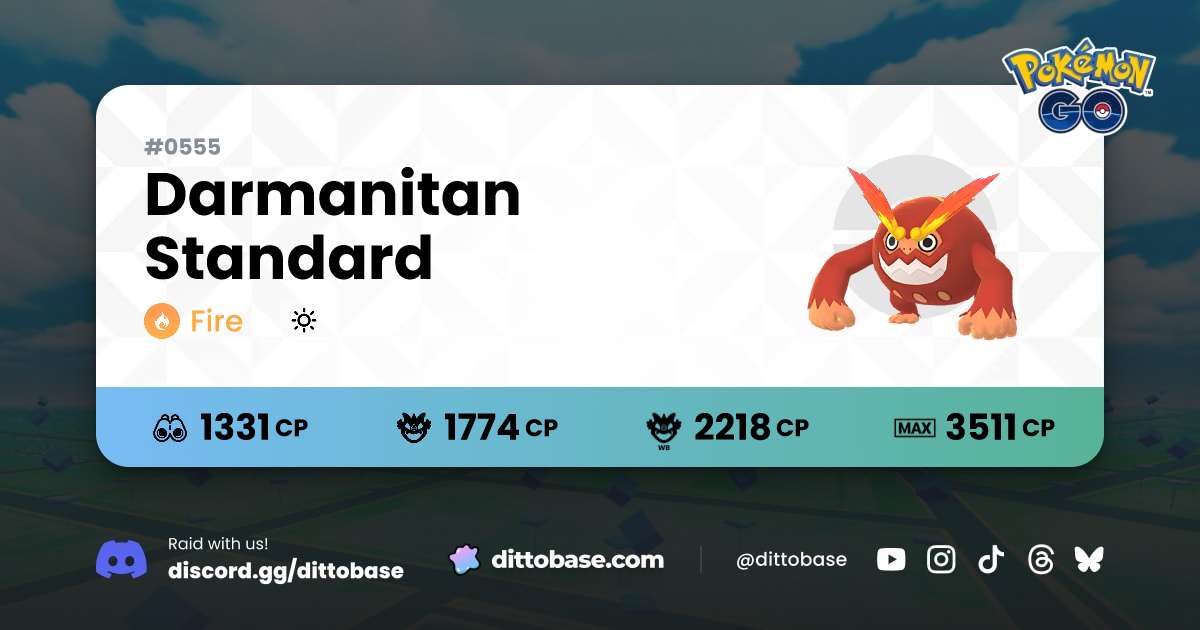 Pokémon
GO
#0555
Darmanitan
Standard
Fire
1331 CP
1774 CP
WB
2218 CP
MAX 3511 CP
Raid with us!
discord.gg/dittobase
dittobase.com
@dittobase